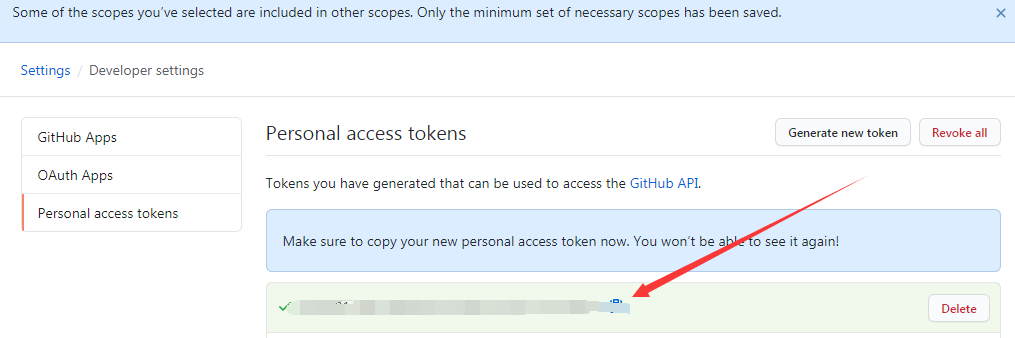 Some of the scopes you've selected are included in other scopes. Only the minimum set of necessary scopes has been saved.
Settings / Developer settings
GitHub Apps
OAuth Apps
Personal access tokens
Personal access tokens
Generate new token
Revoke all
Tokens you have generated that can be used to access the GitHub API.
Make sure to copy your new personal access token now. You won't be able to see it again!
Delete